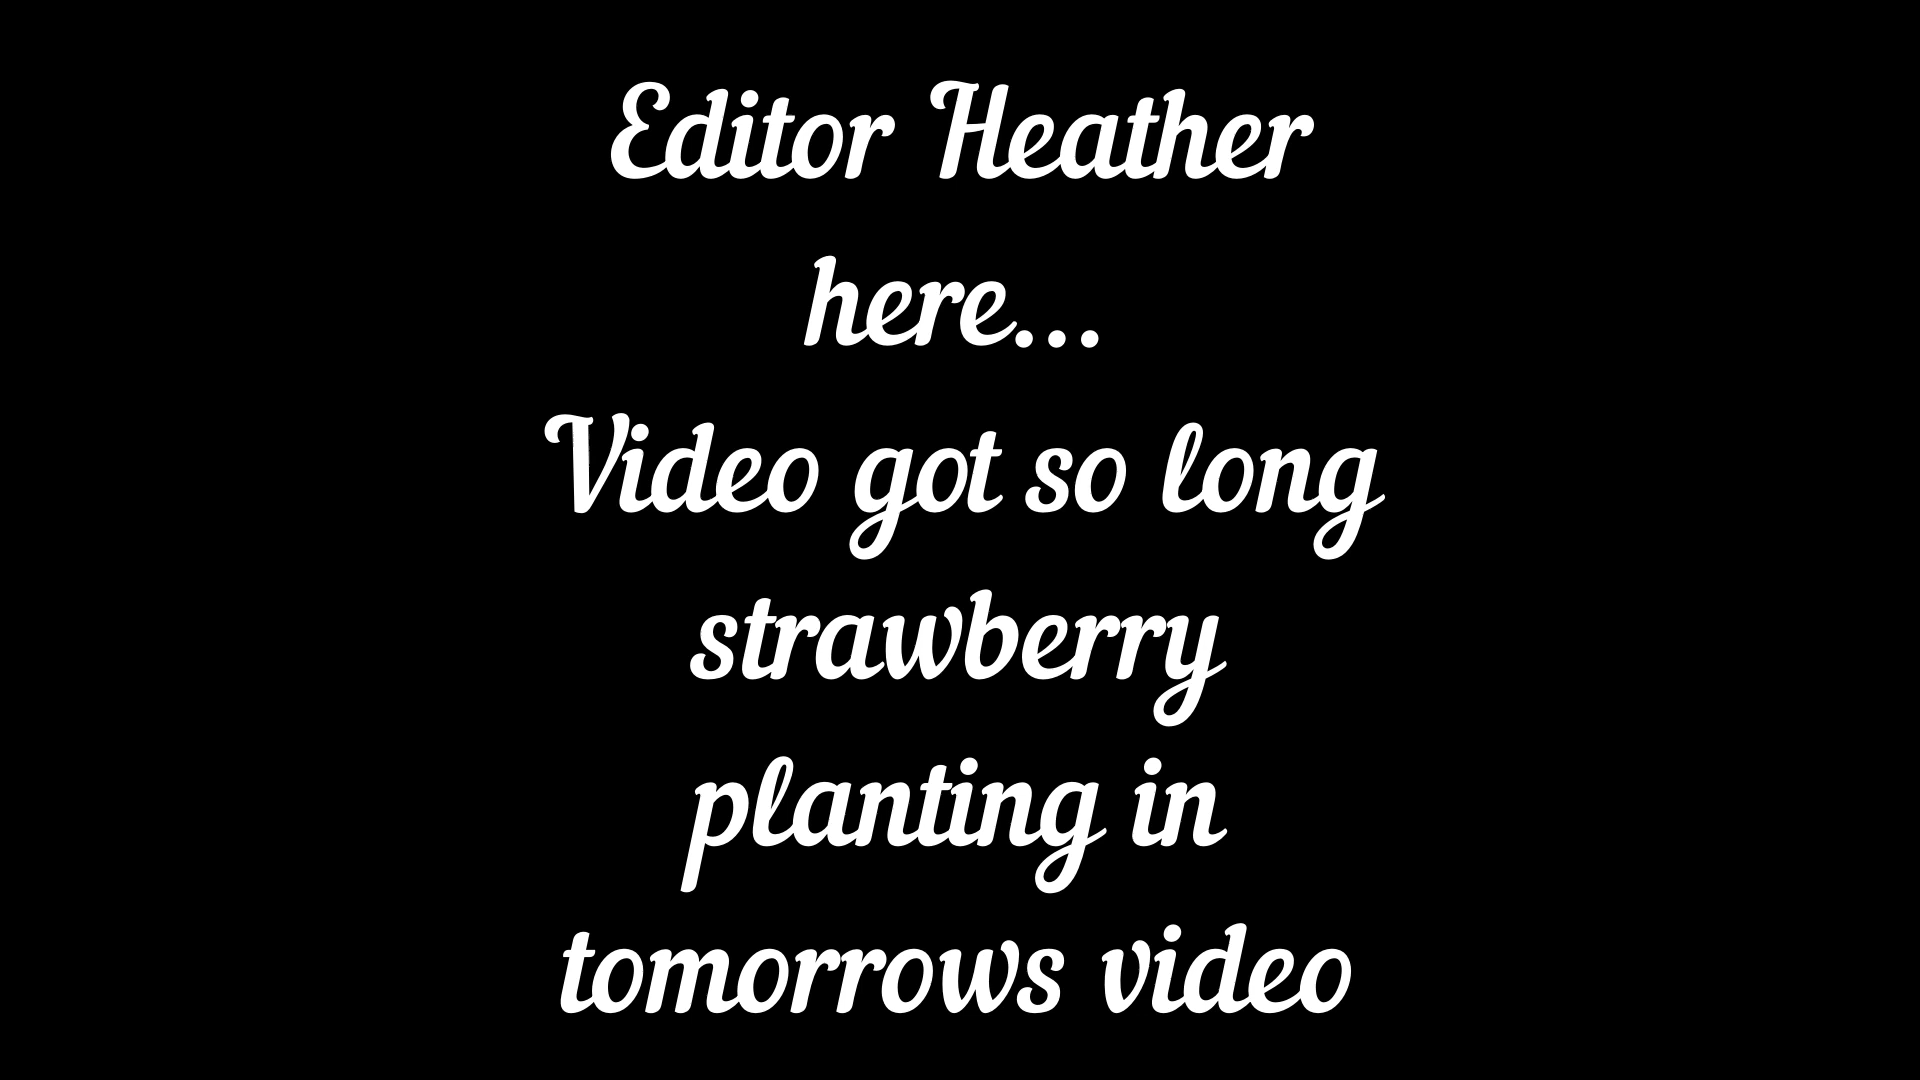 Editor Heather
here...
Video got so long
strawberry
planting in
tomorrows video